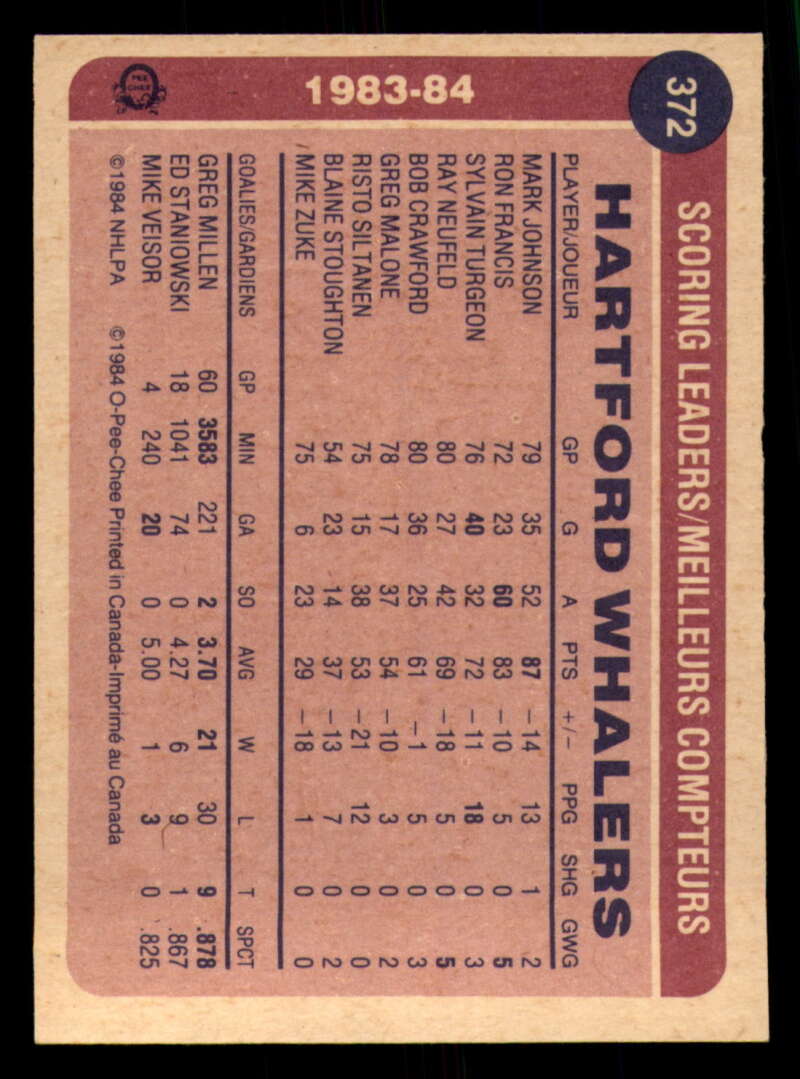 372 SCORING LEADERS/MEILLEURS COMPTEURS
1983-84
O PEE CHEE
HARTFORD WHALERS
PLAYER/JOUEUR GP G A PTS +/− PPG SHG GWG
MARK JOHNSON 79 35 52 87 −14 13 1 2
RON FRANCIS 72 23 60 83 −10 5 0 5
SYLVAIN TURGEON 76 40 32 72 −11 18 0 3
RAY NEUFELD 80 27 42 69 −18 5 0 5
BOB CRAWFORD 80 36 25 61 −1 5 0 3
GREG MALONE 78 17 37 54 −10 3 0 2
RISTO SILTANEN 75 15 38 53 −21 12 0 0
BLAINE STOUGHTON 54 23 14 37 −13 7 0 2
MIKE ZUKE 75 6 23 29 −18 1 0 0
GOALIES/GARDIENS GP MIN GA SO AVG W L T SPCT
GREG MILLEN 60 3583 221 2 3.70 21 30 9 .878
ED STANIOWSKI 18 1041 74 0 4.27 6 9 1 .867
MIKE VEISOR 4 240 20 0 5.00 1 3 0 .825
©1984 NHLPA ©1984 O-Pee-Chee Printed in Canada-Imprimé au Canada